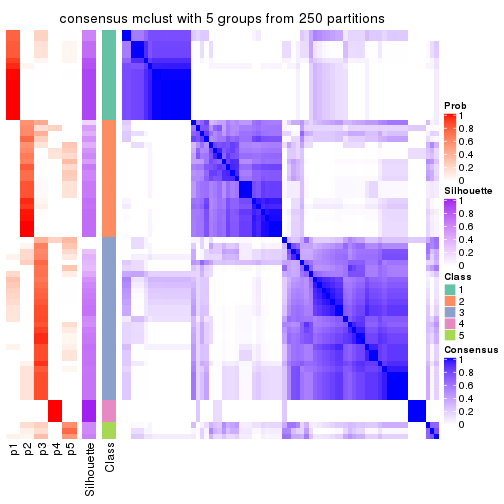 consensus mclust with 5 groups from 250 partitions
Prob
1
0.8
0.6
0.4
0.2
0
Silhouette
1
0.8
0.6
0.4
0.2
0
Class
1
2
3
4
5
Consensus
1
0.8
0.6
0.4
0.2
0
p1
p2
p3
p4
p5
Silhouette
Class